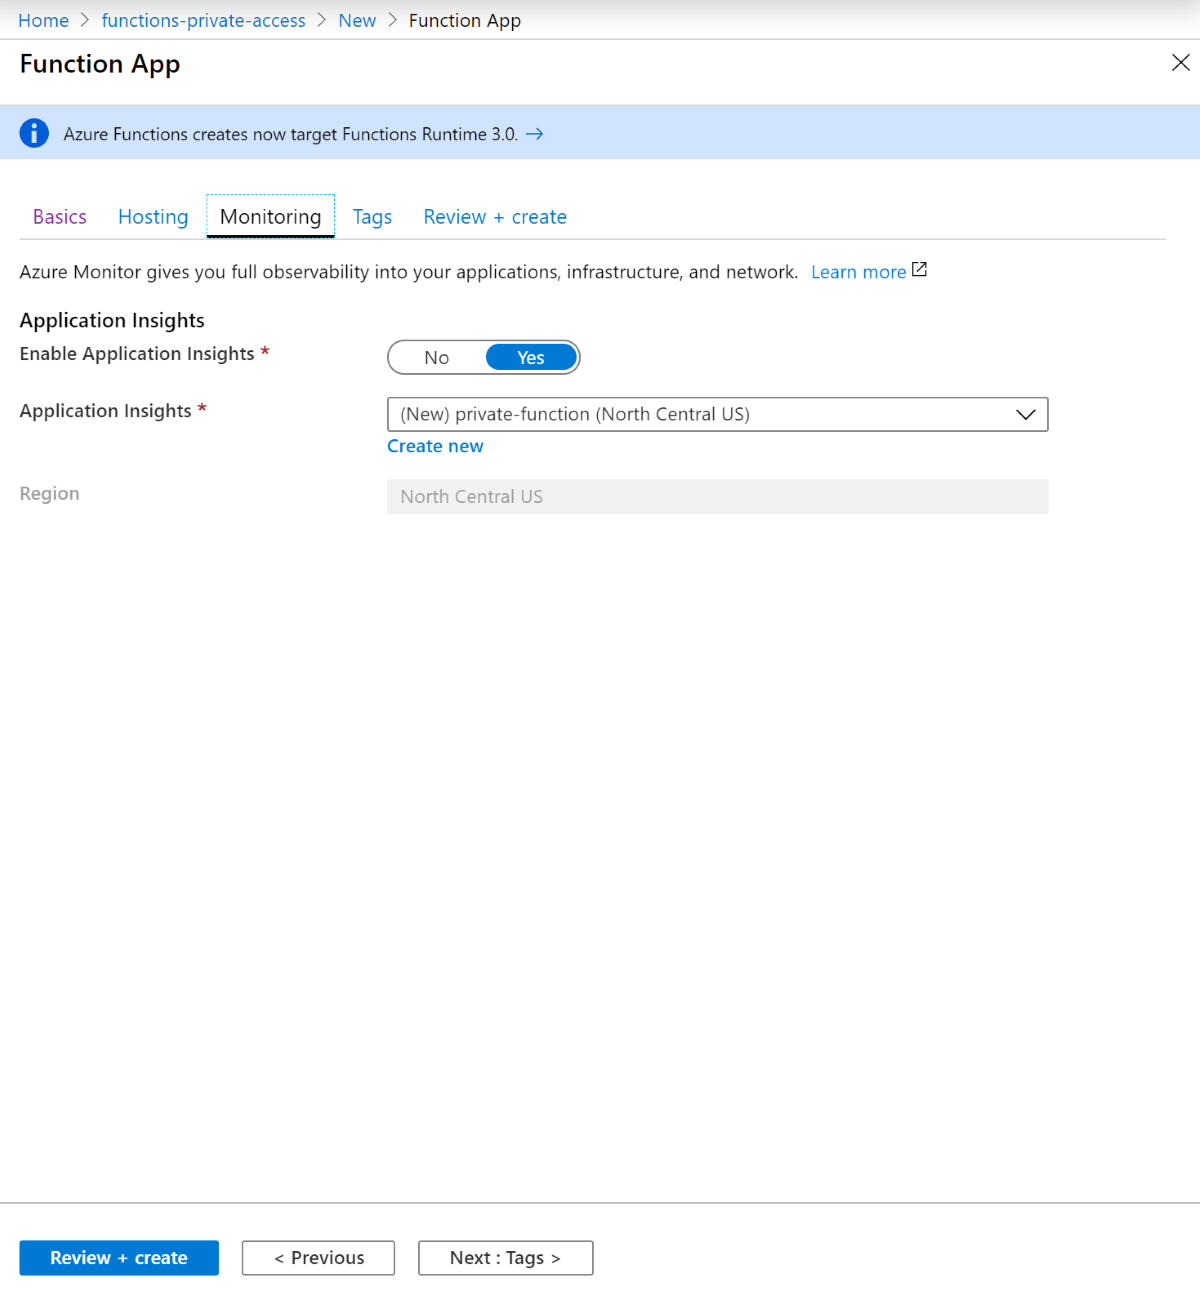 Home > functions-private-access > New > Function App
Function App
Azure Functions creates now target Functions Runtime 3.0. →
Basics Hosting Monitoring Tags Review + create
Azure Monitor gives you full observability into your applications, infrastructure, and network. Learn more
Application Insights
Enable Application Insights * No Yes
Application Insights * (New) private-function (North Central US)
Create new
Region North Central US
Review + create < Previous Next : Tags >